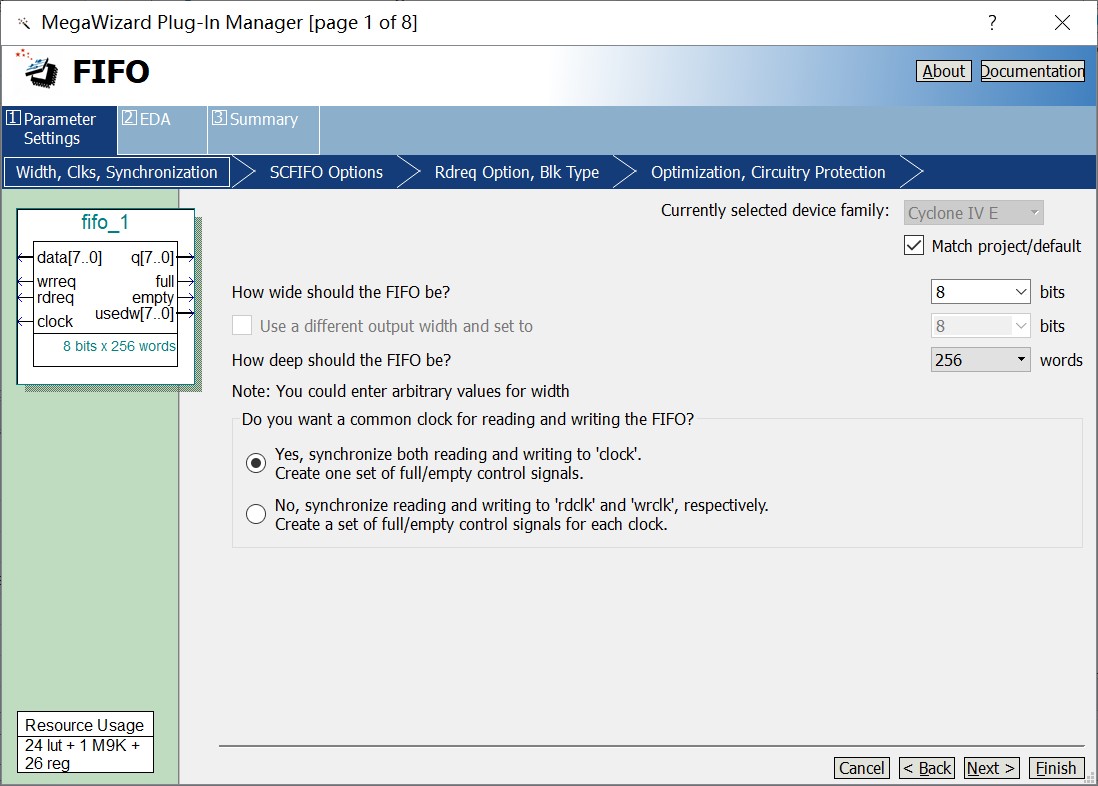 MegaWizard Plug-In Manager [page 1 of 8]
?
FIFO
About
Documentation
1 Parameter Settings
2 EDA
3 Summary
Width, Clks, Synchronization
SCFIFO Options
Rdreq Option, Blk Type
Optimization, Circuitry Protection
fifo_1
data[7..0] q[7..0]
wrreq full
rdreq empty
usedw[7..0]
clock
8 bits x 256 words
Currently selected device family:
Cyclone IV E
Match project/default
How wide should the FIFO be?
8 bits
Use a different output width and set to
8 bits
How deep should the FIFO be?
256 words
Note: You could enter arbitrary values for width
Do you want a common clock for reading and writing the FIFO?
Yes, synchronize both reading and writing to 'clock'.
Create one set of full/empty control signals.
No, synchronize reading and writing to 'rdclk' and 'wrclk', respectively.
Create a set of full/empty control signals for each clock.
Resource Usage
24 lut + 1 M9K +
26 reg
Cancel
< Back
Next >
Finish